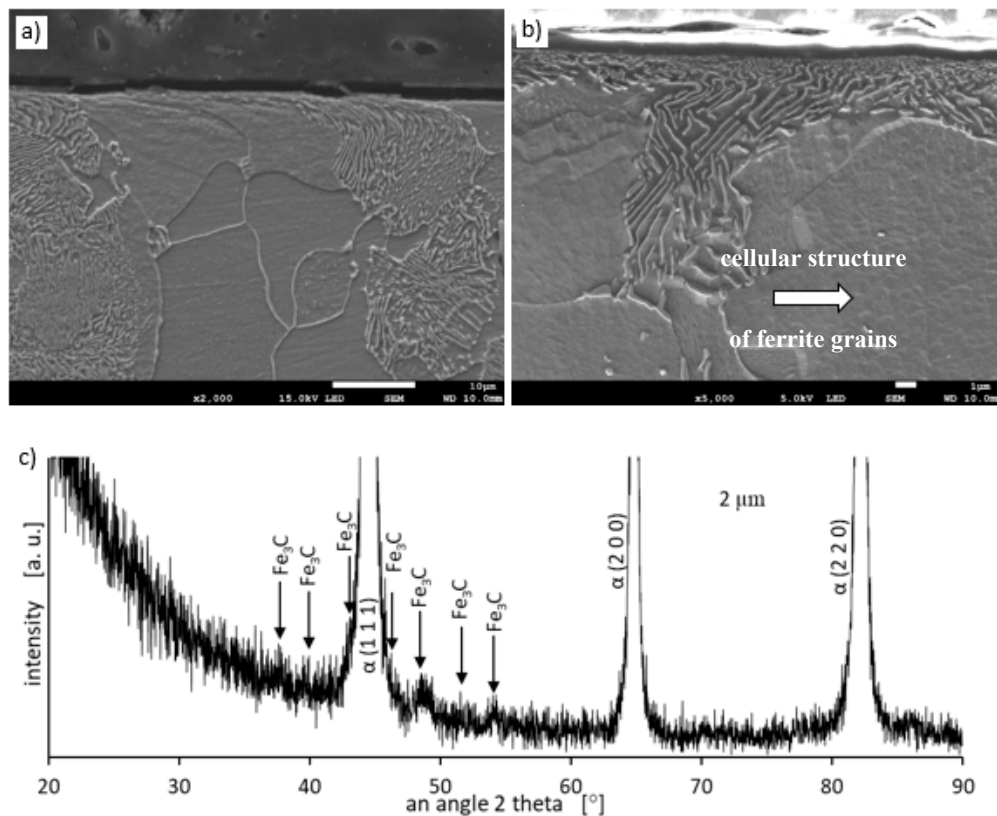 a)
10μm
x2,000 15.0kV LED SEM WD 10.0mm
b)
cellular structure
of ferrite grains
1μm
x5,000 5.0kV LED SEM WD 10.0mm
c)
intensity [a. u.]
Fe₃C
Fe₃C
Fe₃C
Fe₃C
Fe₃C
Fe₃C
Fe₃C
α (1 1 1)
α (2 0 0)
2 μm
α (2 2 0)
20 30 40 50 60 70 80 90
an angle 2 theta [°]